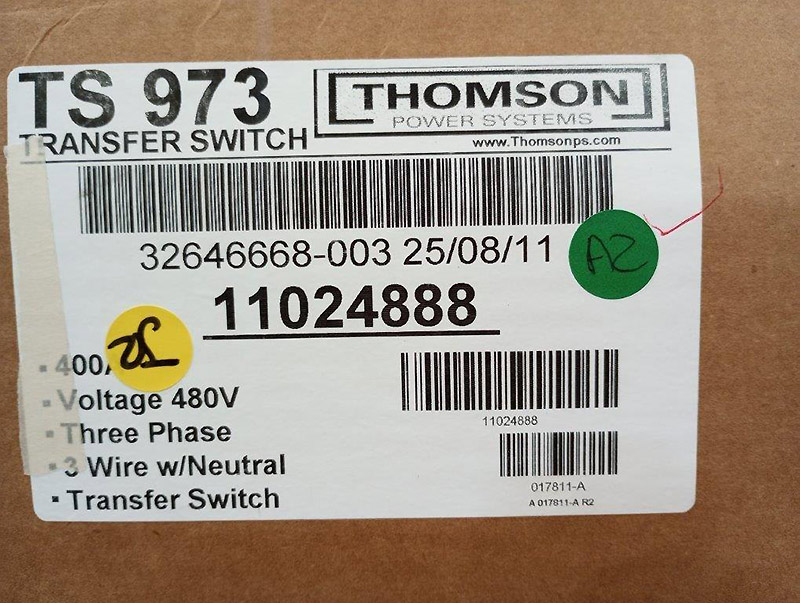 TS 973
TRANSFER SWITCH
THOMSON
POWER SYSTEMS
www.Thomsonps.com
32646668-003 25/08/11
AZ
11024888
▪ 400A
▪ Voltage 480V
▪ Three Phase
▪ 3 Wire w/Neutral
▪ Transfer Switch
11024888
017811-A
A 017811-A R2